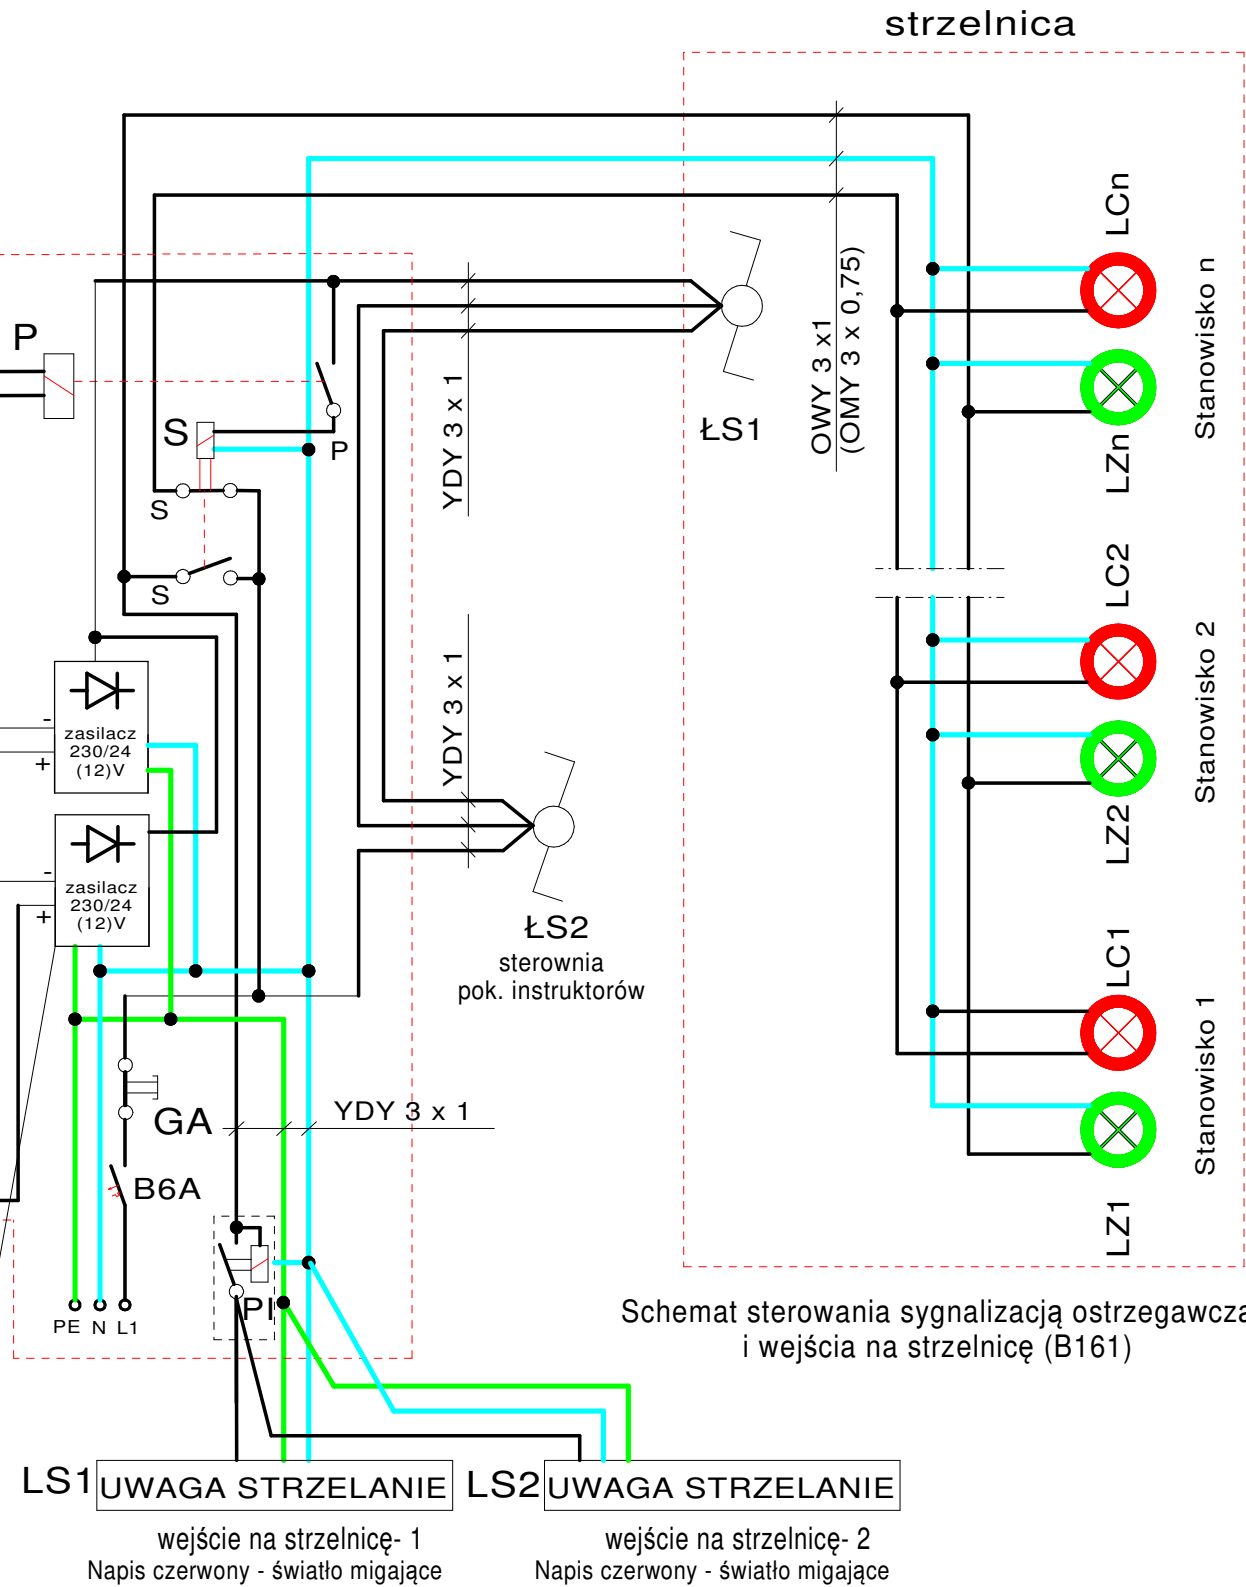 strzelnica
LCn
Stanowisko n
LZn
OWY 3 x1
(OMY 3 x 0,75)
P
ŁS1
YDY 3 x 1
S
P
S
S
LC2
Stanowisko 2
LZ2
YDY 3 x 1
-
zasilacz
230/24
(12)V
+
-
zasilacz
230/24
(12)V
+
ŁS2
sterownia
pok. instruktorów
LC1
Stanowisko 1
LZ1
GA
YDY 3 x 1
B6A
PI
PE N L1
Schemat sterowania sygnalizacją ostrzegawcza
i wejścia na strzelnicę (B161)
LS1 UWAGA STRZELANIE
LS2 UWAGA STRZELANIE
wejście na strzelnicę- 1
Napis czerwony - światło migające
wejście na strzelnicę- 2
Napis czerwony - światło migające